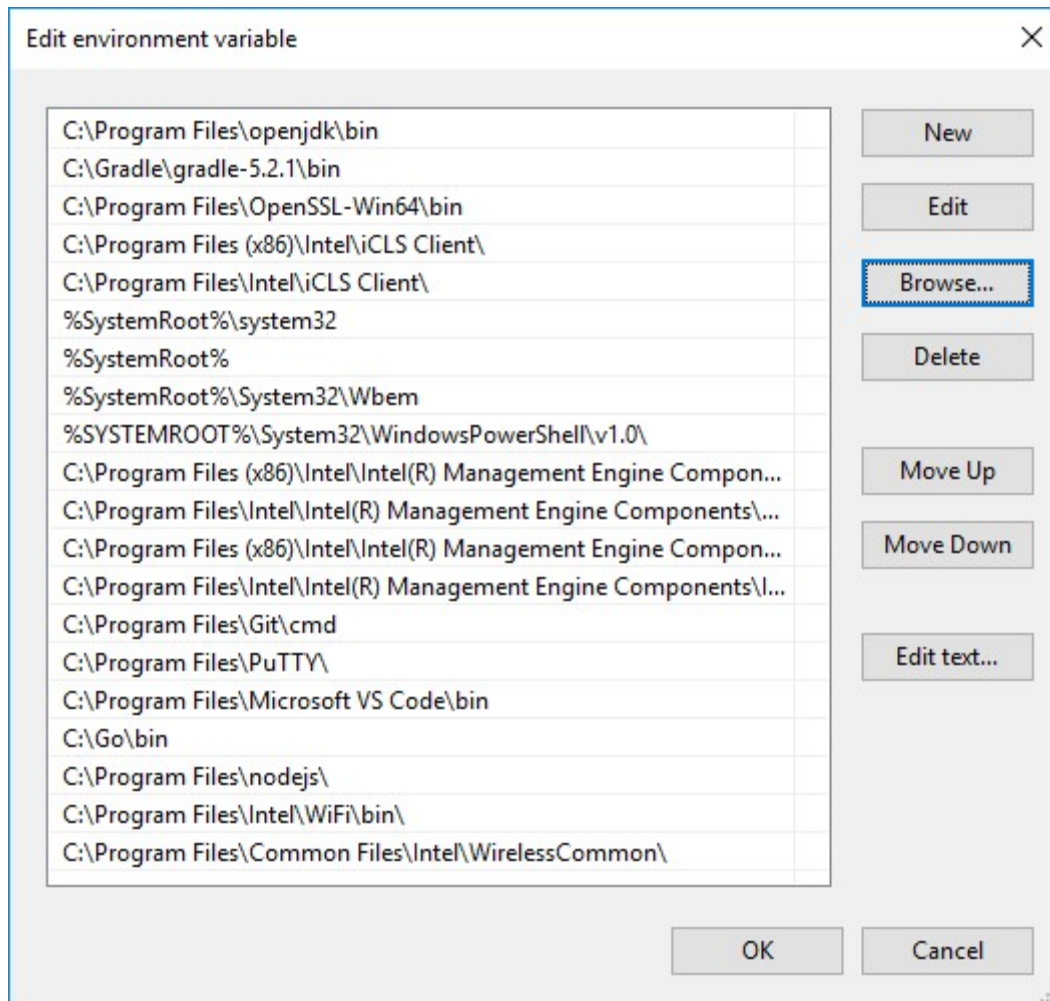 Edit environment variable
C:\Program Files\openjdk\bin
C:\Gradle\gradle-5.2.1\bin
C:\Program Files\OpenSSL-Win64\bin
C:\Program Files (x86)\Intel\iCLS Client\
C:\Program Files\Intel\iCLS Client\
%SystemRoot%\system32
%SystemRoot%
%SystemRoot%\System32\Wbem
%SYSTEMROOT%\System32\WindowsPowerShell\v1.0\
C:\Program Files (x86)\Intel\Intel(R) Management Engine Compon...
C:\Program Files\Intel\Intel(R) Management Engine Components\...
C:\Program Files (x86)\Intel\Intel(R) Management Engine Compon...
C:\Program Files\Intel\Intel(R) Management Engine Components\I...
C:\Program Files\Git\cmd
C:\Program Files\PuTTY\
C:\Program Files\Microsoft VS Code\bin
C:\Go\bin
C:\Program Files\nodejs\
C:\Program Files\Intel\WiFi\bin\
C:\Program Files\Common Files\Intel\WirelessCommon\
New
Edit
Browse...
Delete
Move Up
Move Down
Edit text...
OK
Cancel